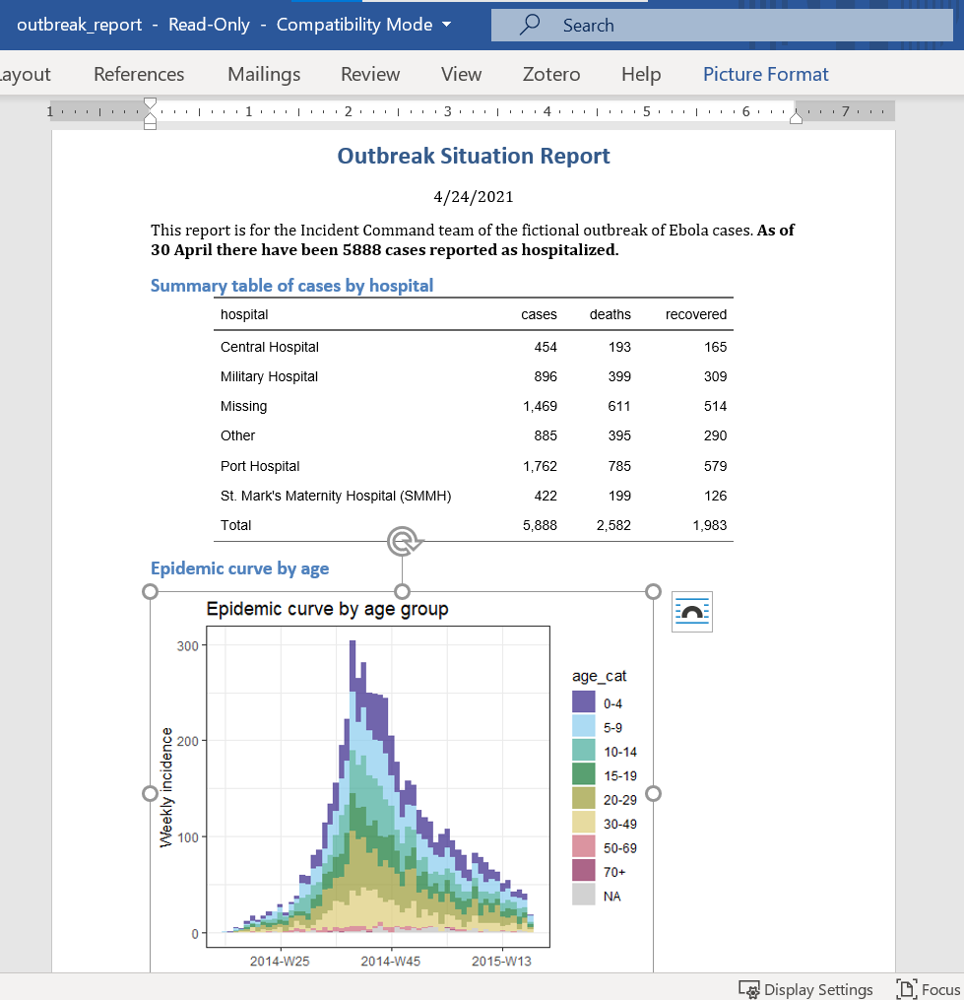 outbreak_report - Read-Only - Compatibility Mode Search
ayout References Mailings Review View Zotero Help Picture Format
1 1 2 3 4 5 6 7
Outbreak Situation Report
4/24/2021
This report is for the Incident Command team of the fictional outbreak of Ebola cases. As of
30 April there have been 5888 cases reported as hospitalized.
Summary table of cases by hospital
hospital cases deaths recovered
Central Hospital 454 193 165
Military Hospital 896 399 309
Missing 1,469 611 514
Other 885 395 290
Port Hospital 1,762 785 579
St. Mark's Maternity Hospital (SMMH) 422 199 126
Total 5,888 2,582 1,983
Epidemic curve by age
Epidemic curve by age group
Weekly incidence
300
200
100
0
2014-W25 2014-W45 2015-W13
age_cat
0-4
5-9
10-14
15-19
20-29
30-49
50-69
70+
NA
Display Settings Focus